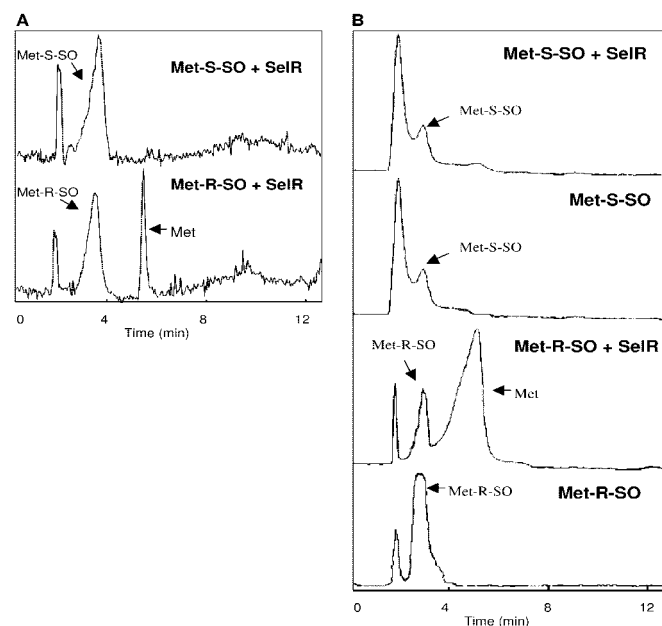 A
Met-S-SO
Met-S-SO + SelR
Met-R-SO
Met-R-SO + SelR
Met
0 4 8 12
Time (min)
B
Met-S-SO + SelR
Met-S-SO
Met-S-SO
Met-S-SO
Met-R-SO
Met-R-SO + SelR
Met
Met-R-SO
Met-R-SO
0 4 8 12
Time (min)